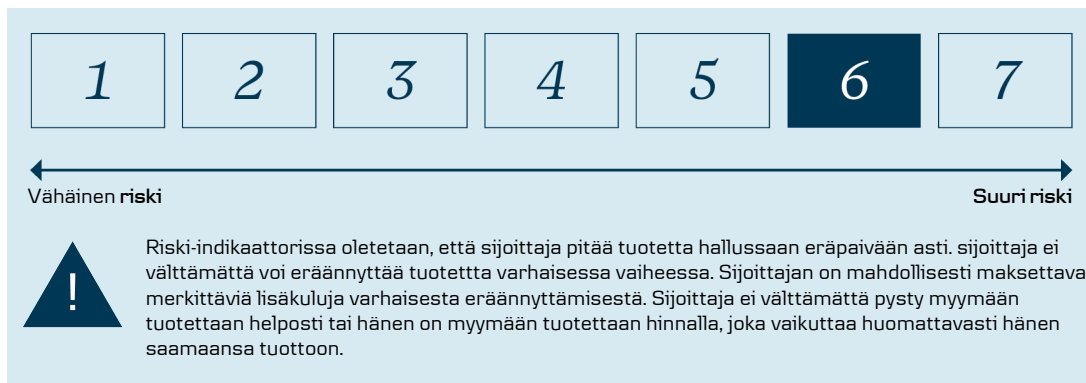 1 2 3 4 5 6 7
Vähäinen riski Suuri riski
!
Riski-indikaattorissa oletetaan, että sijoittaja pitää tuotetta hallussaan eräpaivään asti. sijoittaja ei
välttämättä voi eräännyttää tuotettta varhaisessa vaiheessa. Sijoittajan on mahdollisesti maksettava
merkittäviä lisäkuluja varhaisesta eräännyttämisestä. Sijoittaja ei välttämättä pysty myymään
tuotettaan helposti tai hänen on myymään tuotettaan hinnalla, joka vaikuttaa huomattavasti hänen
saamaansa tuottoon.